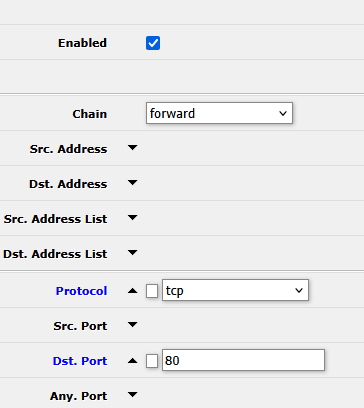 Enabled
Chain forward
Src. Address
Dst. Address
Src. Address List
Dst. Address List
Protocol tcp
Src. Port
Dst. Port 80
Any. Port